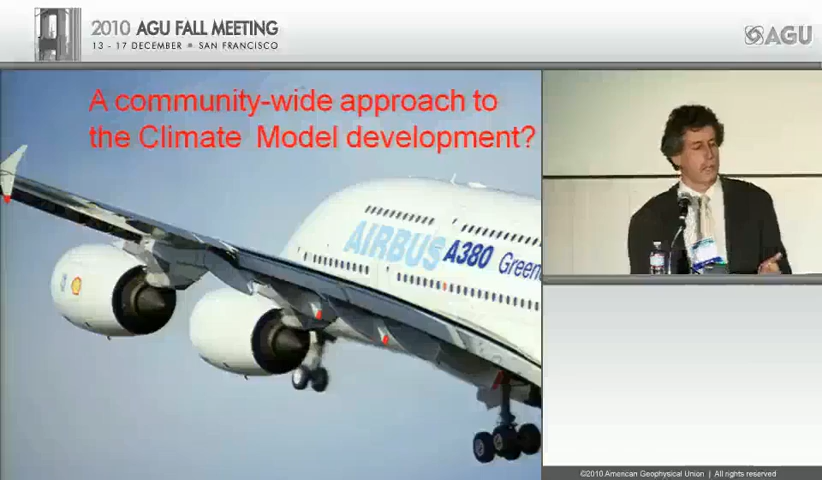 2010 AGU FALL MEETING
13 - 17 DECEMBER SAN FRANCISCO
AGU
A community-wide approach to
the Climate Model development?
AIRBUS A380 Green
©2010 American Geophysical Union | All rights reserved